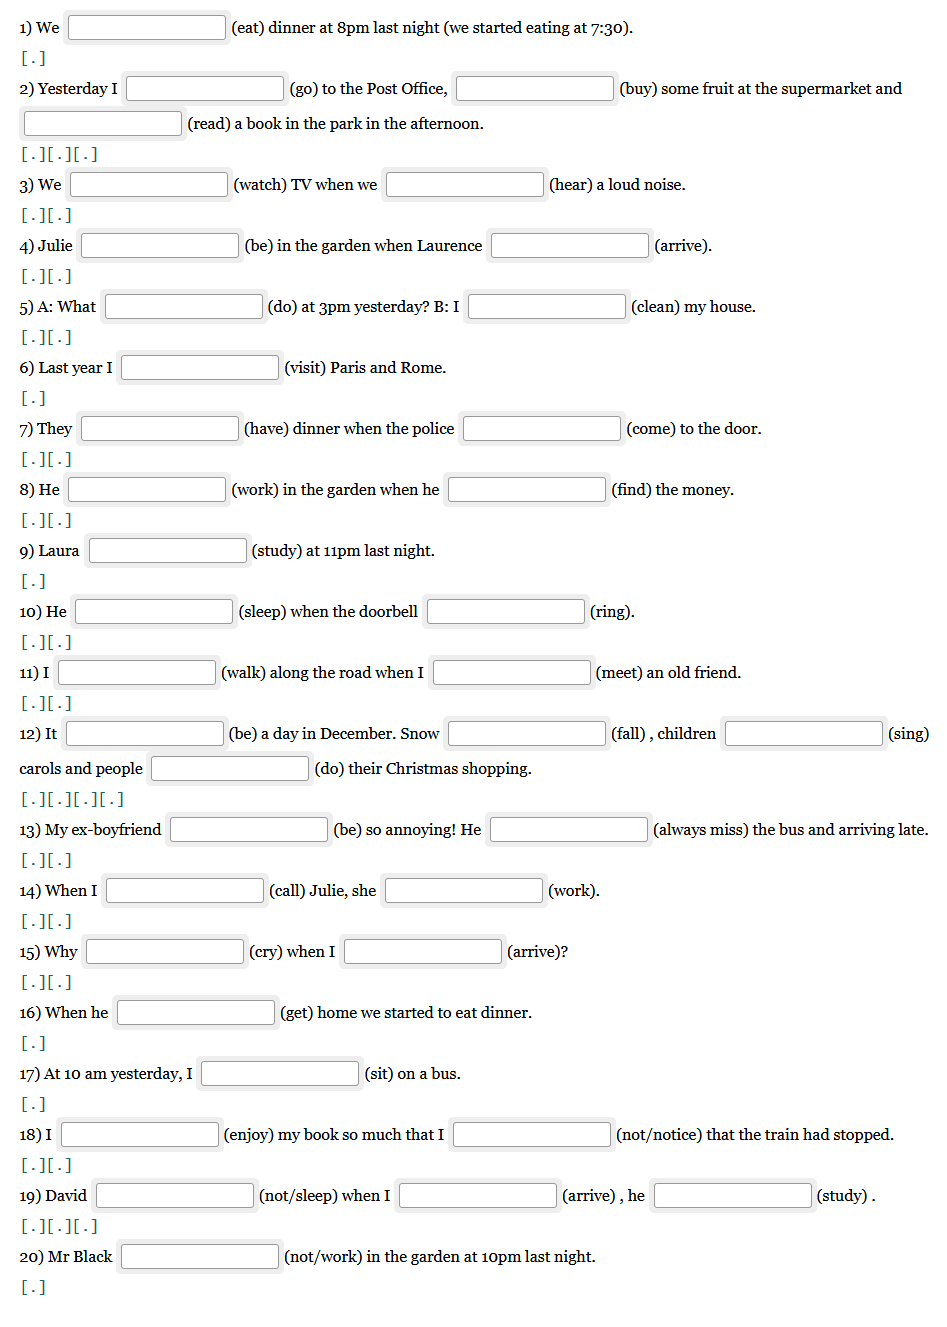 1) We (eat) dinner at 8pm last night (we started eating at 7:30).
[.]
2) Yesterday I (go) to the Post Office, (buy) some fruit at the supermarket and
(read) a book in the park in the afternoon.
[.][.][.]
3) We (watch) TV when we (hear) a loud noise.
[.][.]
4) Julie (be) in the garden when Laurence (arrive).
[.][.]
5) A: What (do) at 3pm yesterday? B: I (clean) my house.
[.][.]
6) Last year I (visit) Paris and Rome.
[.]
7) They (have) dinner when the police (come) to the door.
[.][.]
8) He (work) in the garden when he (find) the money.
[.][.]
9) Laura (study) at 11pm last night.
[.]
10) He (sleep) when the doorbell (ring).
[.][.]
11) I (walk) along the road when I (meet) an old friend.
[.][.]
12) It (be) a day in December. Snow (fall) , children (sing)
carols and people (do) their Christmas shopping.
[.][.][.][.]
13) My ex-boyfriend (be) so annoying! He (always miss) the bus and arriving late.
[.][.]
14) When I (call) Julie, she (work).
[.][.]
15) Why (cry) when I (arrive)?
[.][.]
16) When he (get) home we started to eat dinner.
[.]
17) At 10 am yesterday, I (sit) on a bus.
[.]
18) I (enjoy) my book so much that I (not/notice) that the train had stopped.
[.][.]
19) David (not/sleep) when I (arrive) , he (study) .
[.][.][.]
20) Mr Black (not/work) in the garden at 10pm last night.
[.]